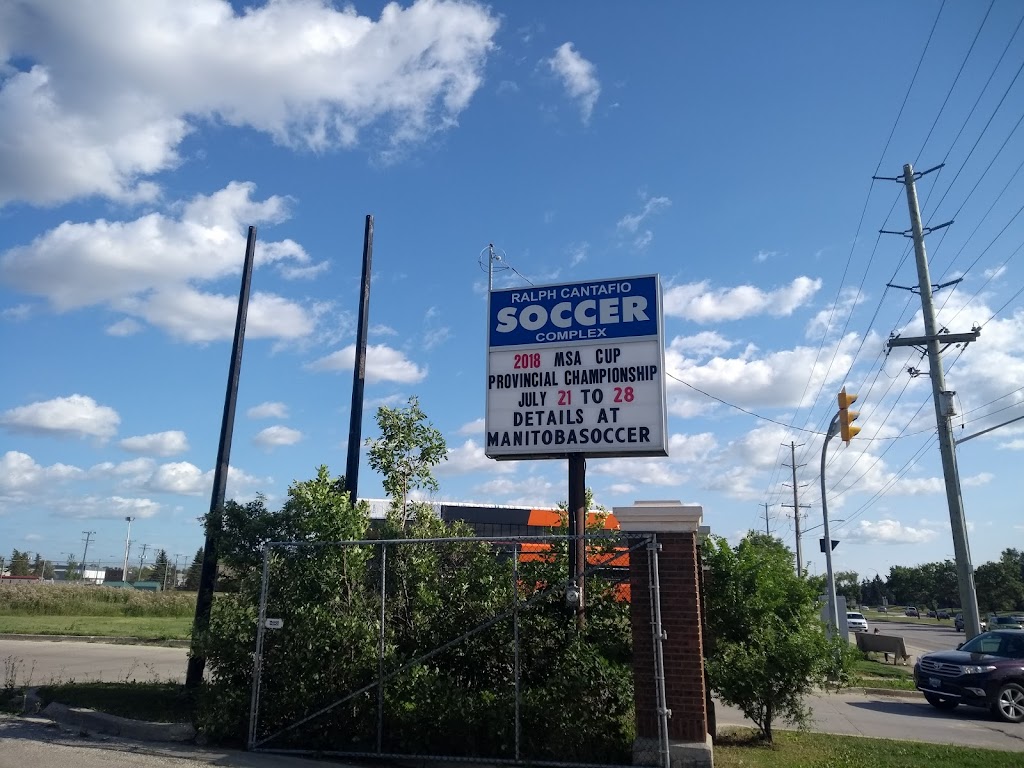 RALPH CANTAFIO
SOCCER
COMPLEX
2018 MSA CUP
PROVINCIAL CHAMPIONSHIP
JULY 21 TO 28
DETAILS AT
MANITOBASOCCER